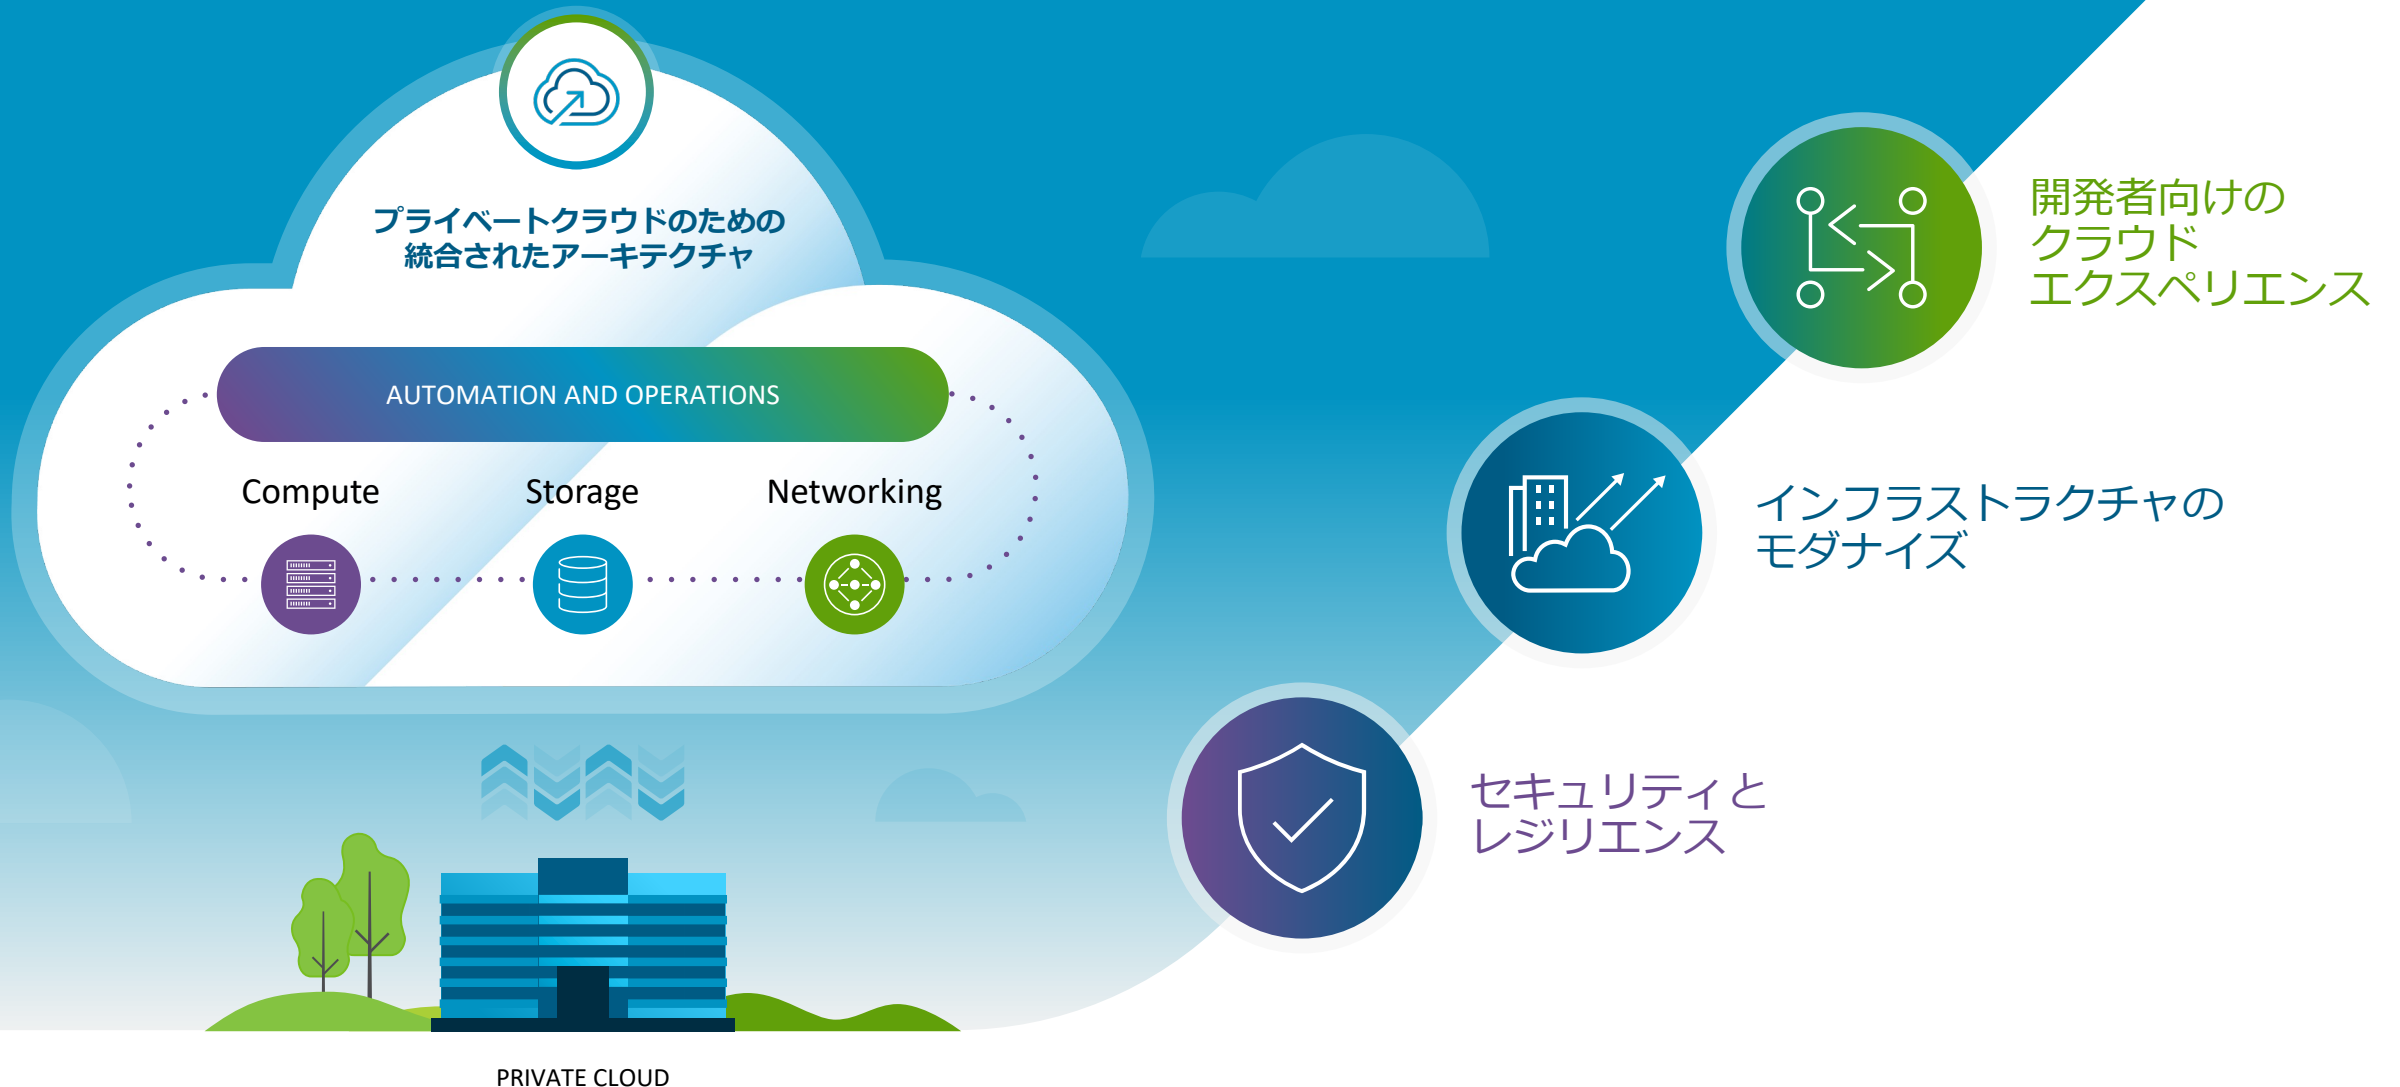 プライベートクラウドのための
統合されたアーキテクチャ
AUTOMATION AND OPERATIONS
Compute
Storage
Networking
PRIVATE CLOUD
開発者向けの
クラウド
エクスペリエンス
インフラストラクチャの
モダナイズ
セキュリティと
レジリエンス